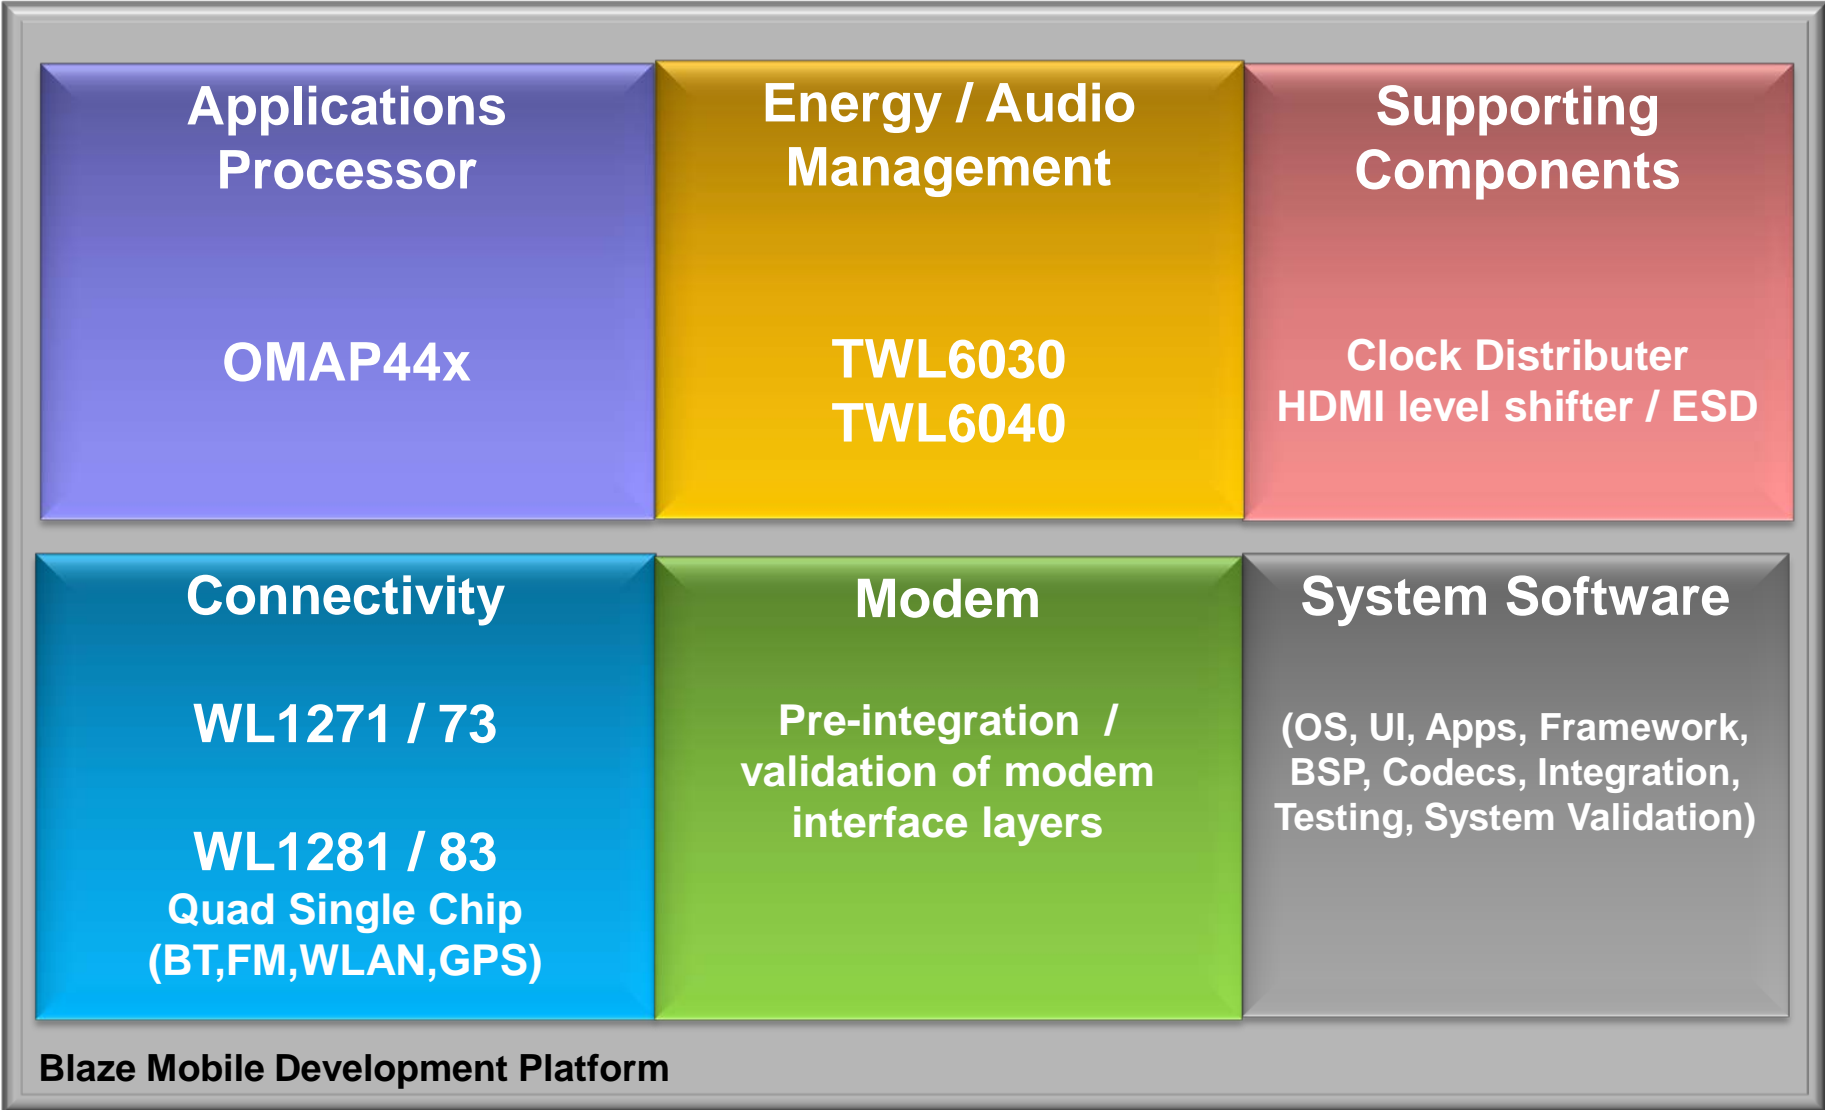 Applications
Processor
OMAP44x
Energy / Audio
Management
TWL6030
TWL6040
Supporting
Components
Clock Distributer
HDMI level shifter / ESD
Connectivity
WL1271 / 73
WL1281 / 83
Quad Single Chip
(BT,FM,WLAN,GPS)
Modem
Pre-integration /
validation of modem
interface layers
System Software
(OS, UI, Apps, Framework,
BSP, Codecs, Integration,
Testing, System Validation)
Blaze Mobile Development Platform